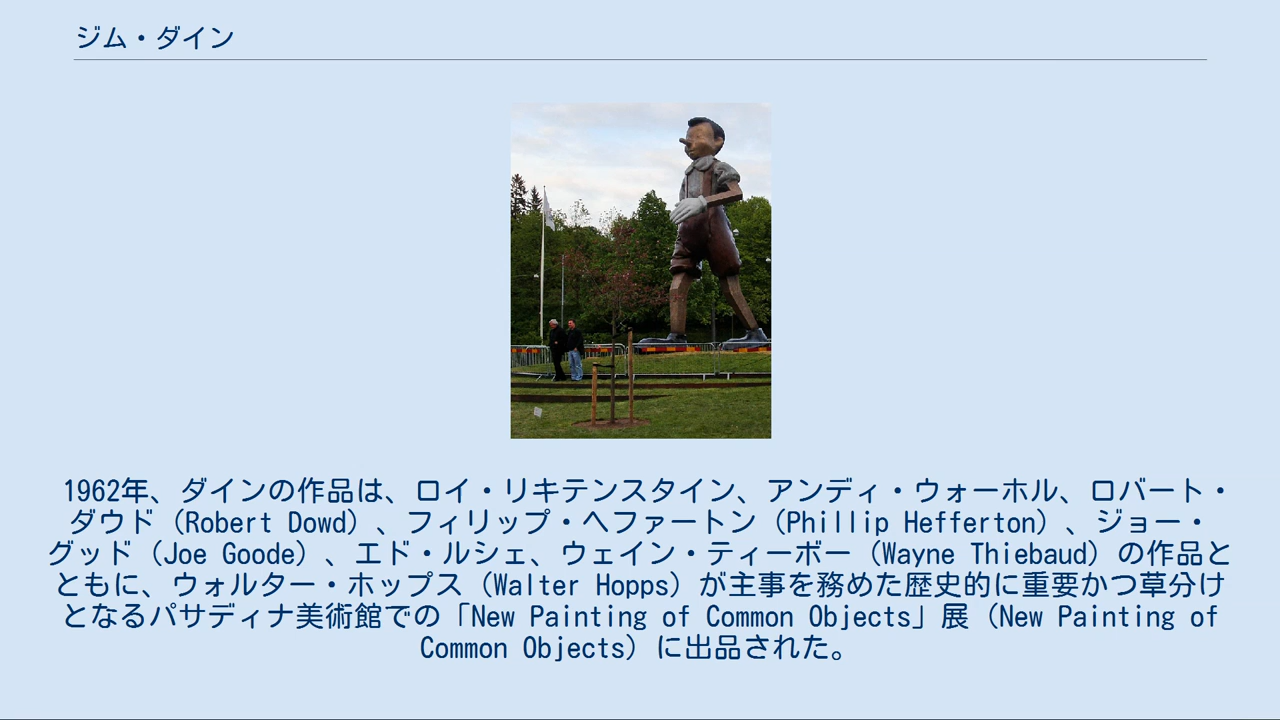 ジム・ダイン
1962年、ダインの作品は、ロイ・リキテンスタイン、アンディ・ウォーホル、ロバート・
ダウド（Robert Dowd）、フィリップ・ヘファートン（Phillip Hefferton）、ジョー・
グッド（Joe Goode）、エド・ルシェ、ウェイン・ティーボー（Wayne Thiebaud）の作品と
ともに、ウォルター・ホップス（Walter Hopps）が主事を務めた歴史的に重要かつ草分け
となるパサディナ美術館での「New Painting of Common Objects」展（New Painting of
Common Objects）に出品された。